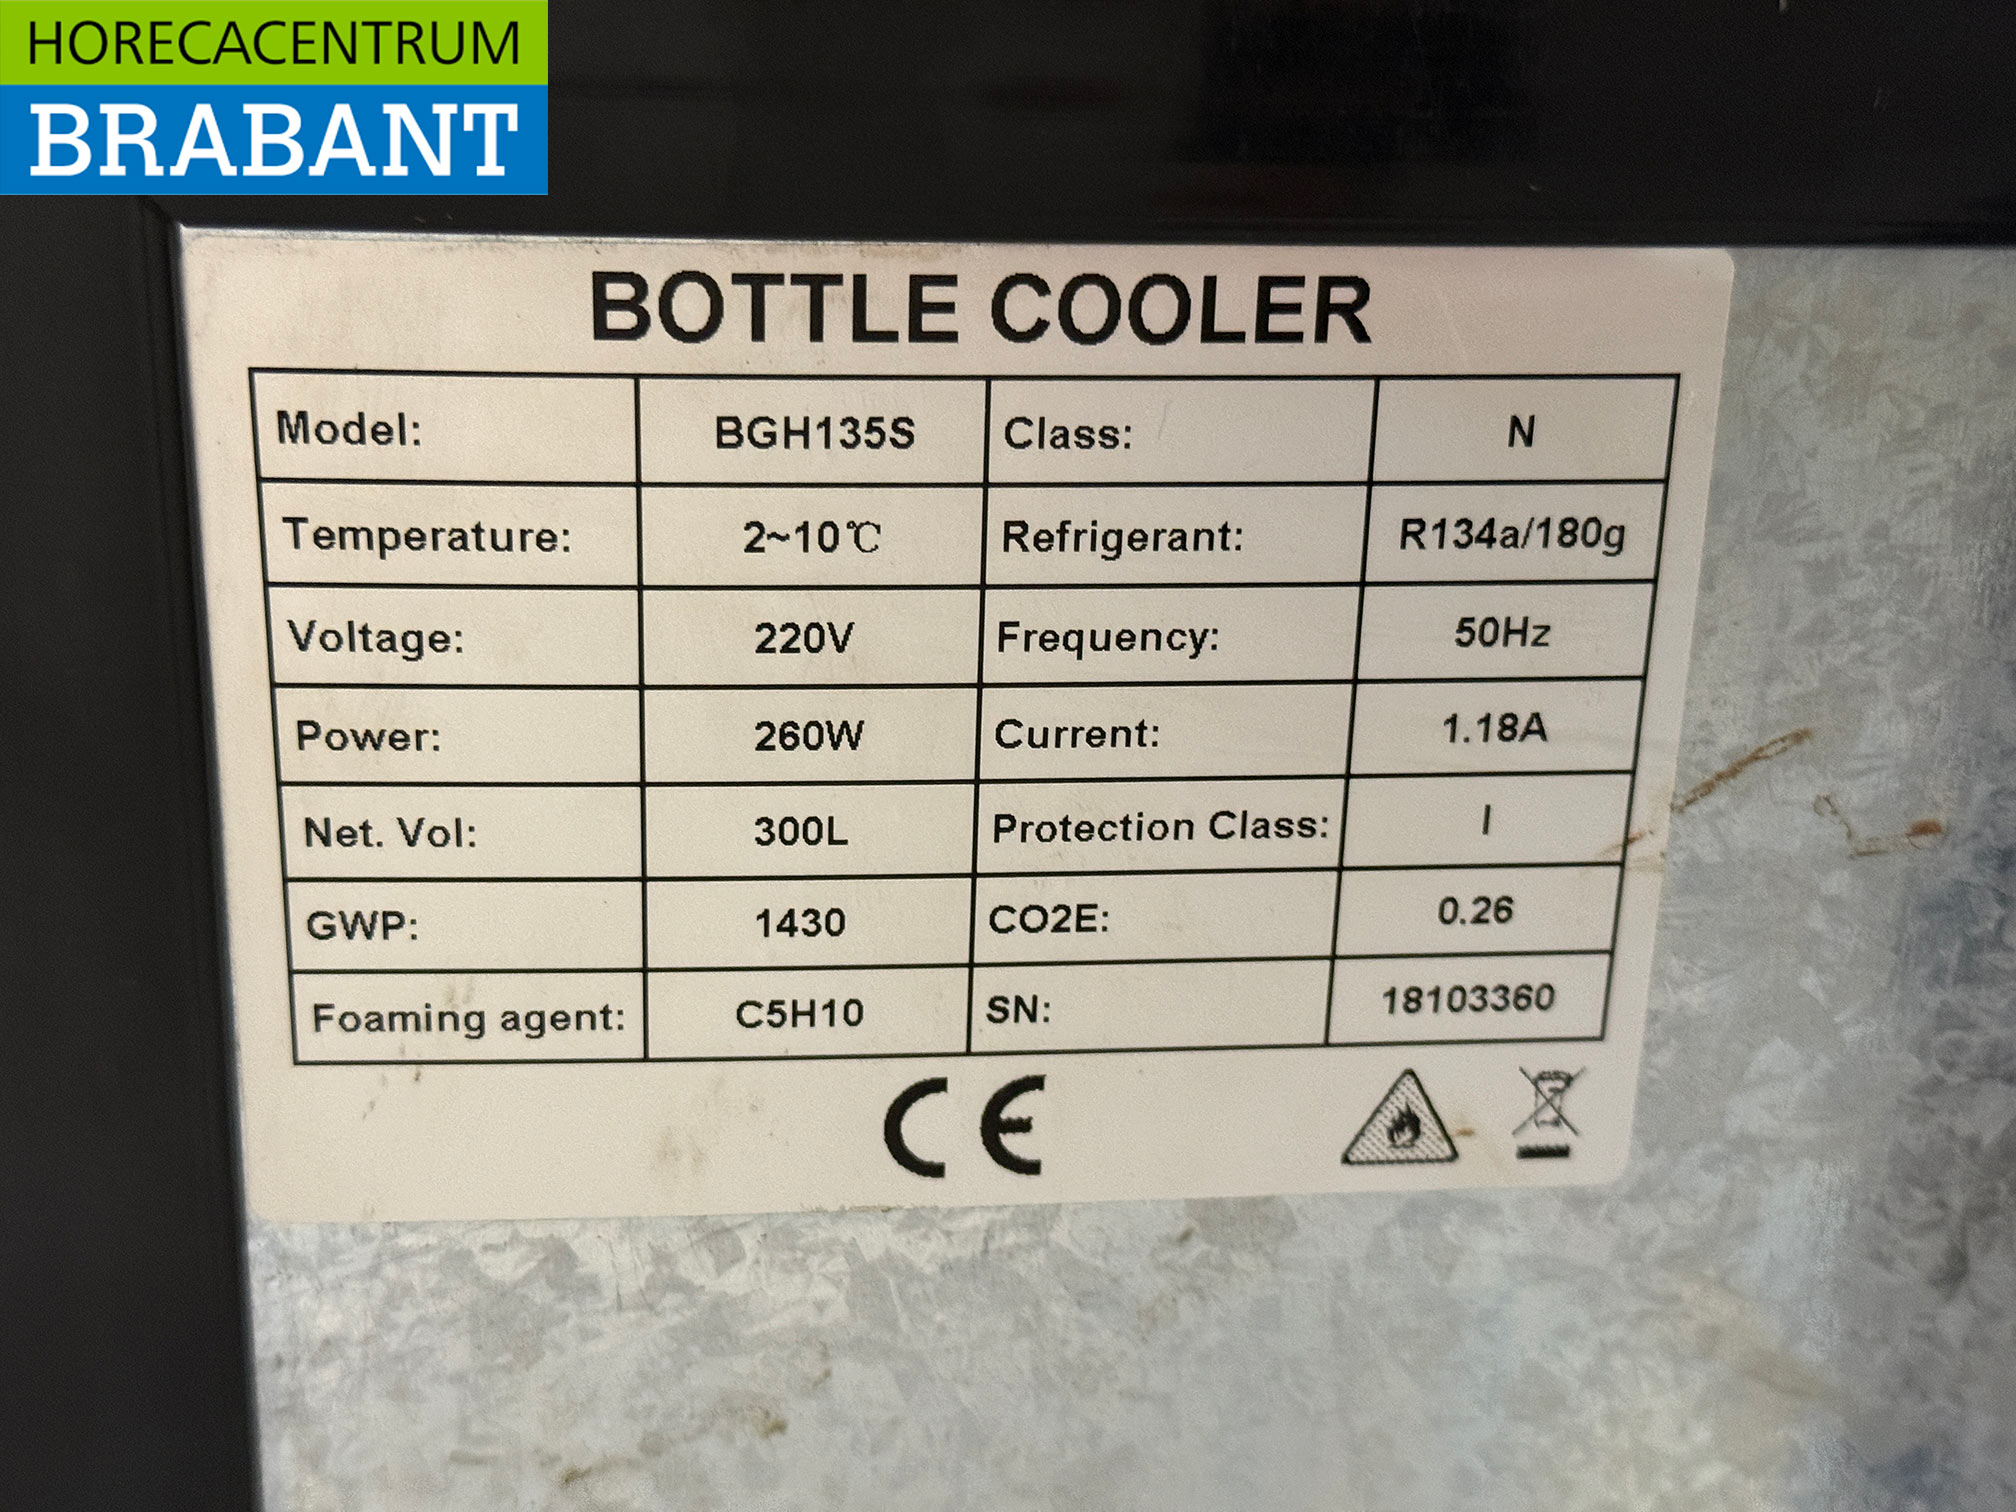 HORECACENTRUM
BRABANT
BOTTLE COOLER
Model: BGH135S Class: N
Temperature: 2~10℃ Refrigerant: R134a/180g
Voltage: 220V Frequency: 50Hz
Power: 260W Current: 1.18A
Net. Vol: 300L Protection Class: I
GWP: 1430 CO2E: 0.26
Foaming agent: C5H10 SN: 18103360
CE